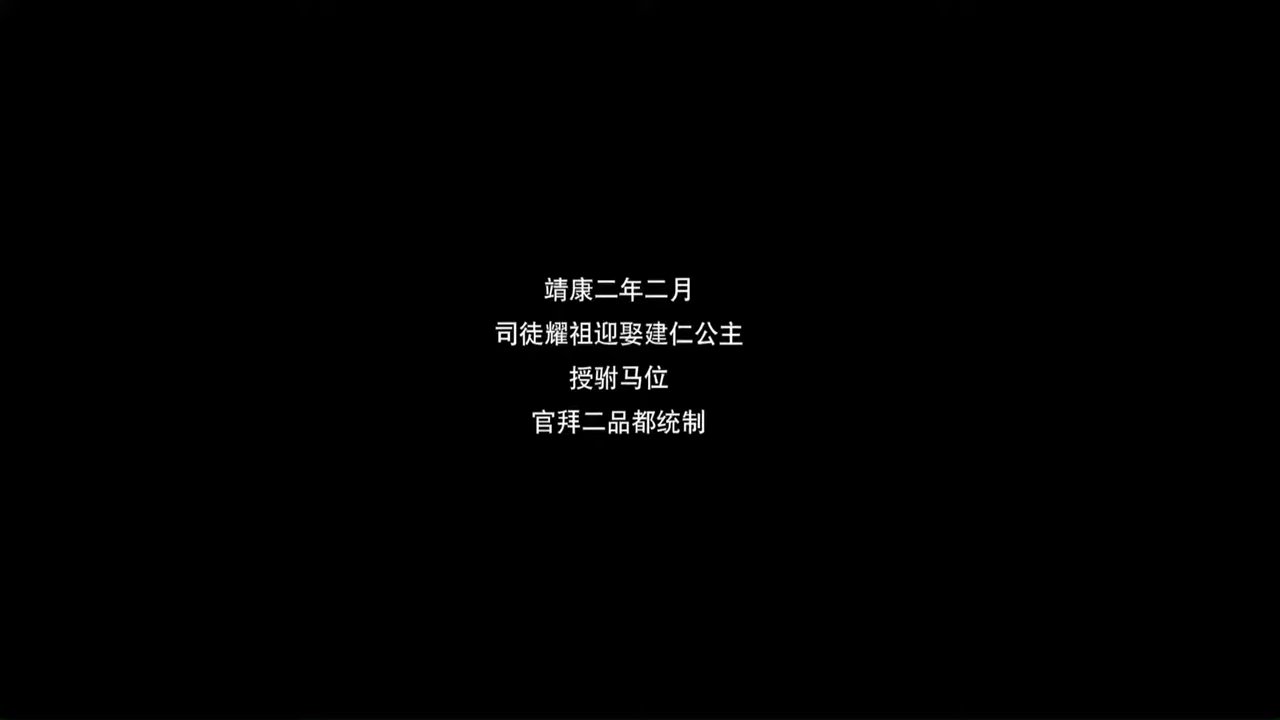 靖康二年二月
司徒耀祖迎娶建仁公主
授驸马位
官拜二品都统制